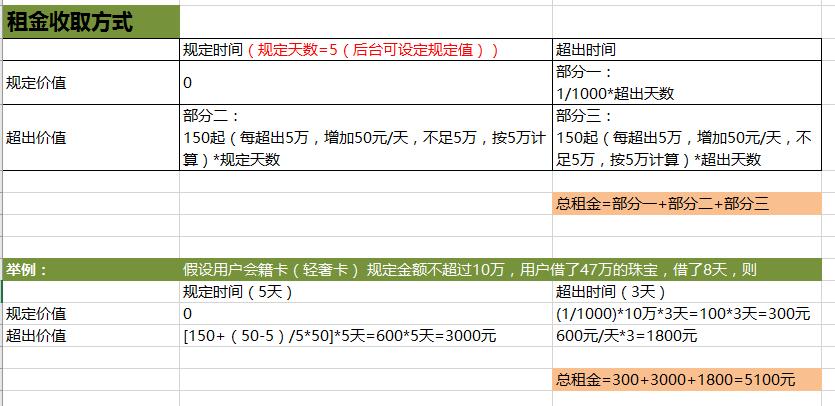 租金收取方式
规定时间（规定天数=5（后台可设定规定值））
超出时间
规定价值
0
部分一：
1/1000*超出天数
超出价值
部分二：
150起（每超出5万，增加50元/天，不足5万，按5万计
算）*规定天数
部分三：
150起（每超出5万，增加50元/天，不
足5万，按5万计算）*超出天数
总租金=部分一+部分二+部分三
举例：
假设用户会籍卡（轻奢卡） 规定金额不超过10万，用户借了47万的珠宝，借了8天，则
规定时间（5天）
超出时间（3天）
规定价值
0
(1/1000)*10万*3天=100*3天=300元
超出价值
[150+（50-5）/5*50]*5天=600*5天=3000元
600元/天*3=1800元
总租金=300+3000+1800=5100元